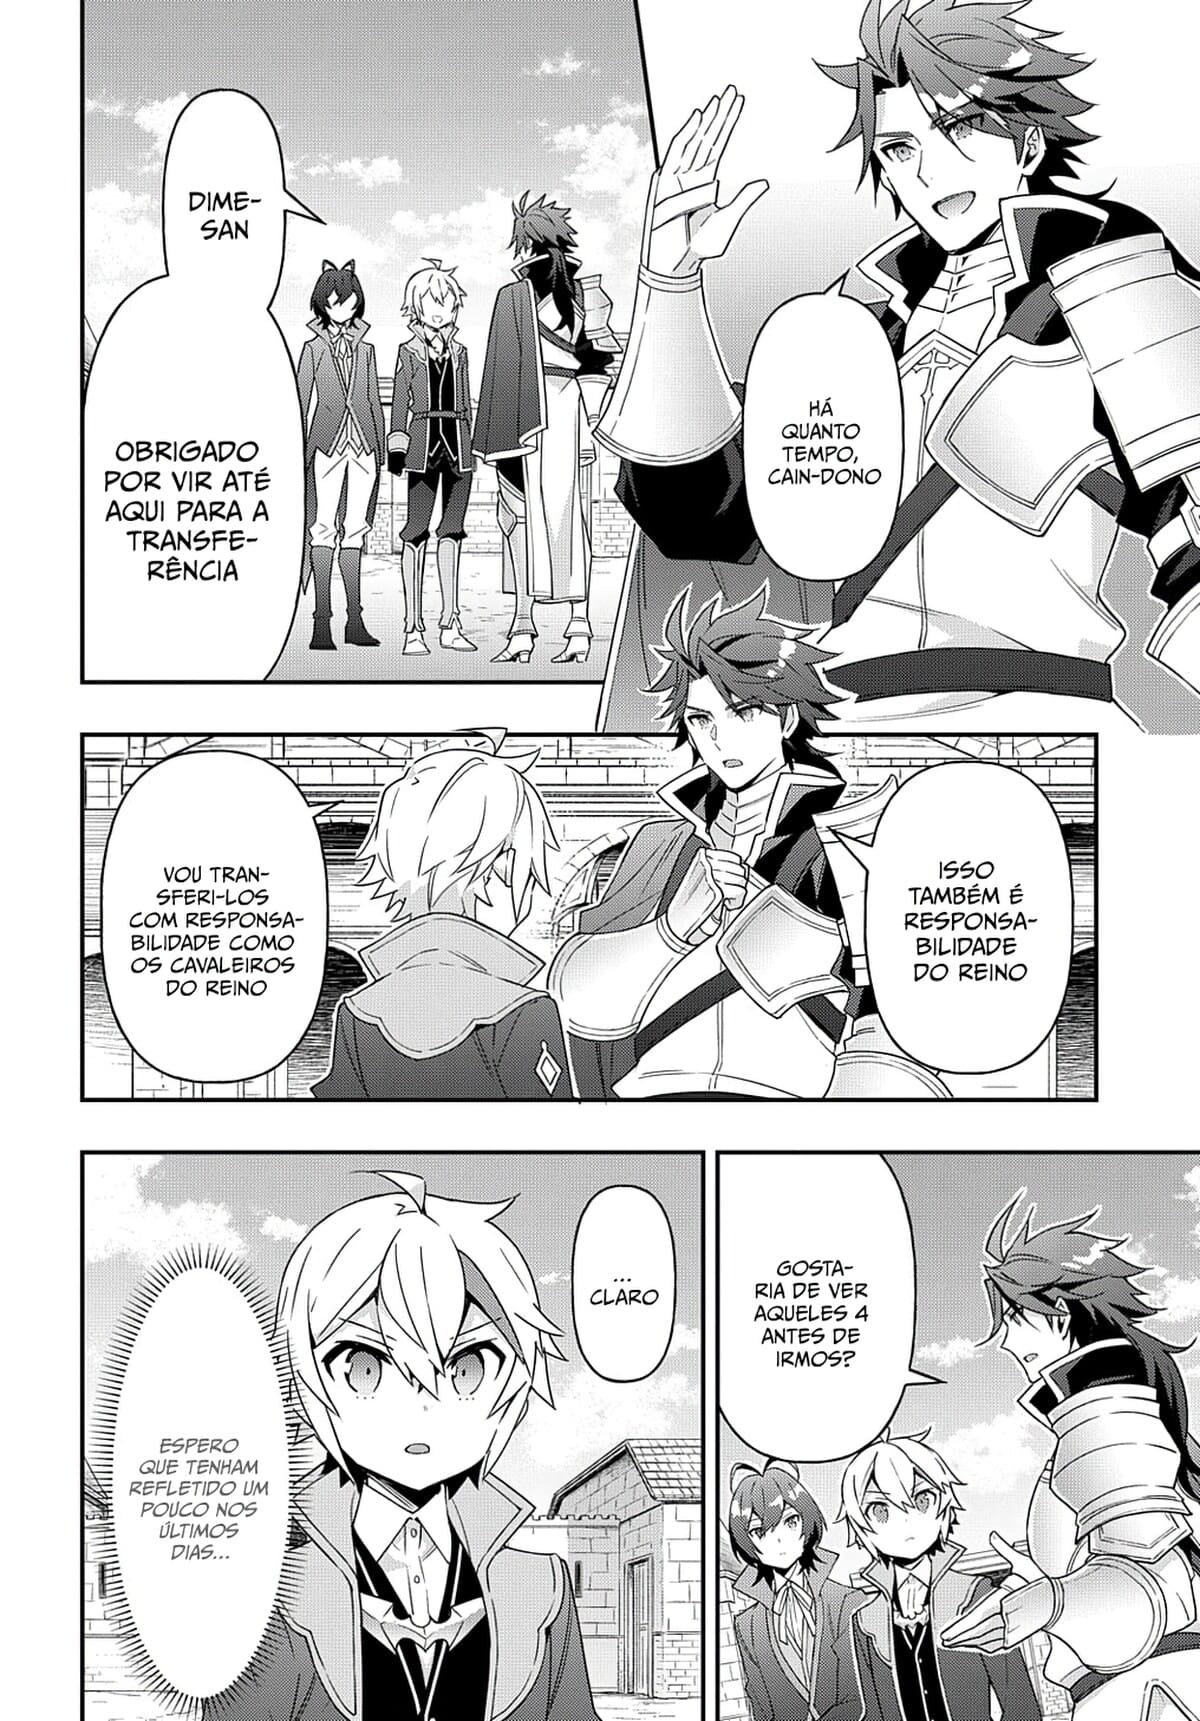 HÁ
QUANTO
TEMPO,
CAIN-DONO
DIME-
SAN
OBRIGADO
POR VIR ATÉ
AQUI PARA A
TRANSFE-
RÊNCIA
ISSO
TAMBÉM É
RESPONSA-
BILIDADE
DO REINO
VOU TRAN-
SFERI-LOS
COM RESPONSA-
BILIDADE COMO
OS CAVALEIROS
DO REINO
GOSTA-
RIA DE VER
AQUELES 4
ANTES DE
IRMOS?
...
CLARO
ESPERO
QUE TENHAM
REFLETIDO UM
POUCO NOS
ÚLTIMOS
DIAS...